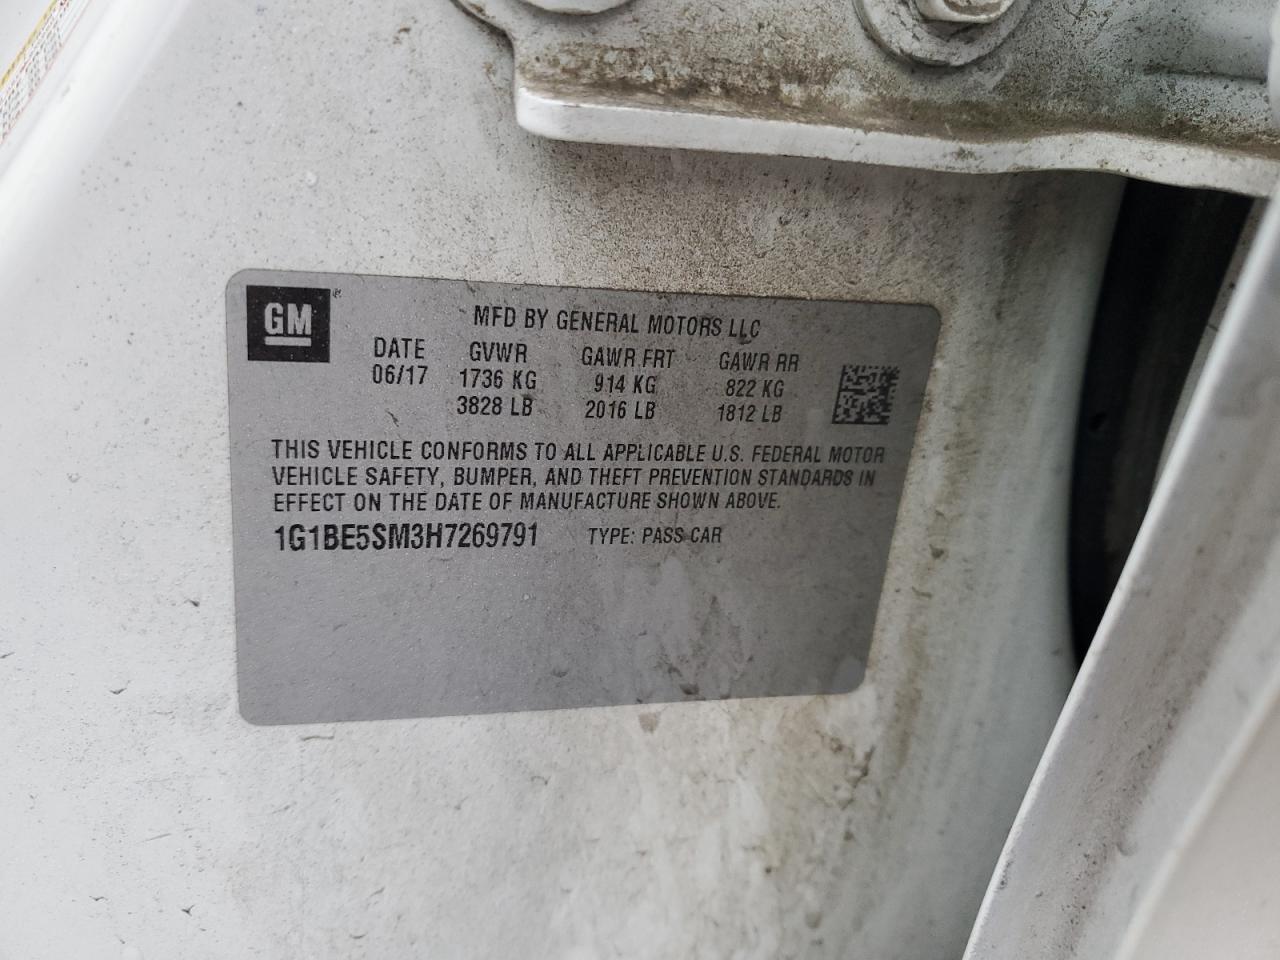 GM
MFD BY GENERAL MOTORS LLC
DATE GVWR GAWR FRT GAWR RR
06/17 1736 KG 914 KG 822 KG
3828 LB 2016 LB 1812 LB
THIS VEHICLE CONFORMS TO ALL APPLICABLE U.S. FEDERAL MOTOR
VEHICLE SAFETY, BUMPER, AND THEFT PREVENTION STANDARDS IN
EFFECT ON THE DATE OF MANUFACTURE SHOWN ABOVE.
1G1BE5SM3H7269791 TYPE: PASS CAR